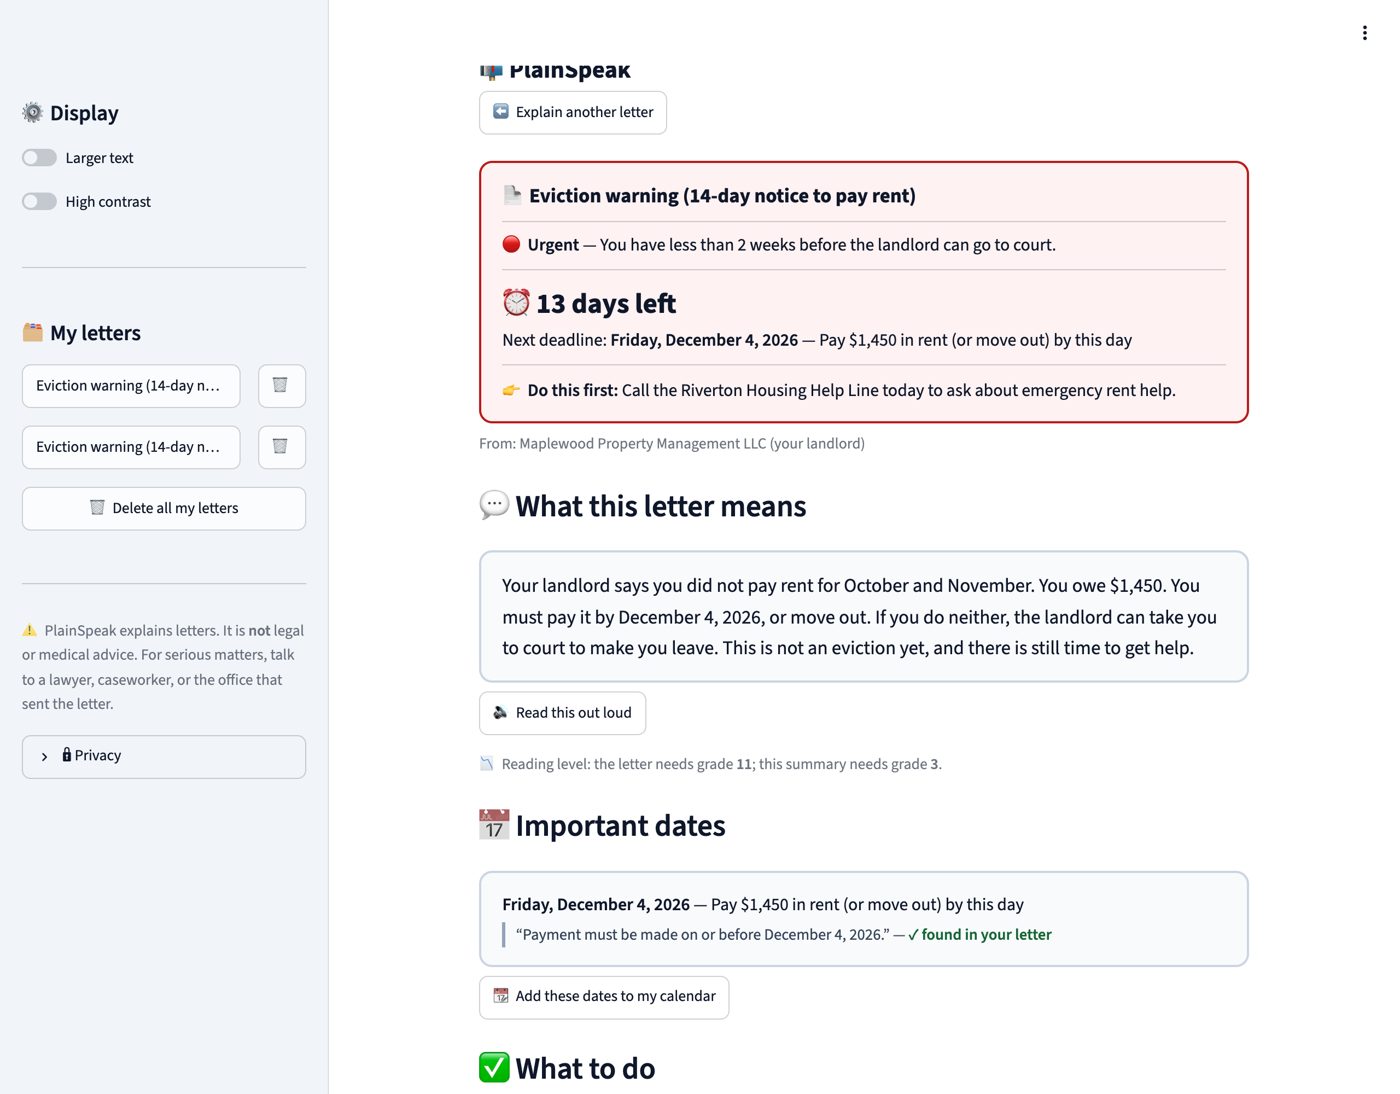 Display
Larger text
High contrast
My letters
Eviction warning (14-day n...
Eviction warning (14-day n...
Delete all my letters
PlainSpeak explains letters. It is not legal
or medical advice. For serious matters, talk
to a lawyer, caseworker, or the office that
sent the letter.
Privacy
PlainSpeak
Explain another letter
Eviction warning (14-day notice to pay rent)
Urgent — You have less than 2 weeks before the landlord can go to court.
13 days left
Next deadline: Friday, December 4, 2026 — Pay $1,450 in rent (or move out) by this day
Do this first: Call the Riverton Housing Help Line today to ask about emergency rent help.
From: Maplewood Property Management LLC (your landlord)
What this letter means
Your landlord says you did not pay rent for October and November. You owe $1,450. You
must pay it by December 4, 2026, or move out. If you do neither, the landlord can take you
to court to make you leave. This is not an eviction yet, and there is still time to get help.
Read this out loud
Reading level: the letter needs grade 11; this summary needs grade 3.
Important dates
Friday, December 4, 2026 — Pay $1,450 in rent (or move out) by this day
“Payment must be made on or before December 4, 2026.” — ✓ found in your letter
Add these dates to my calendar
What to do